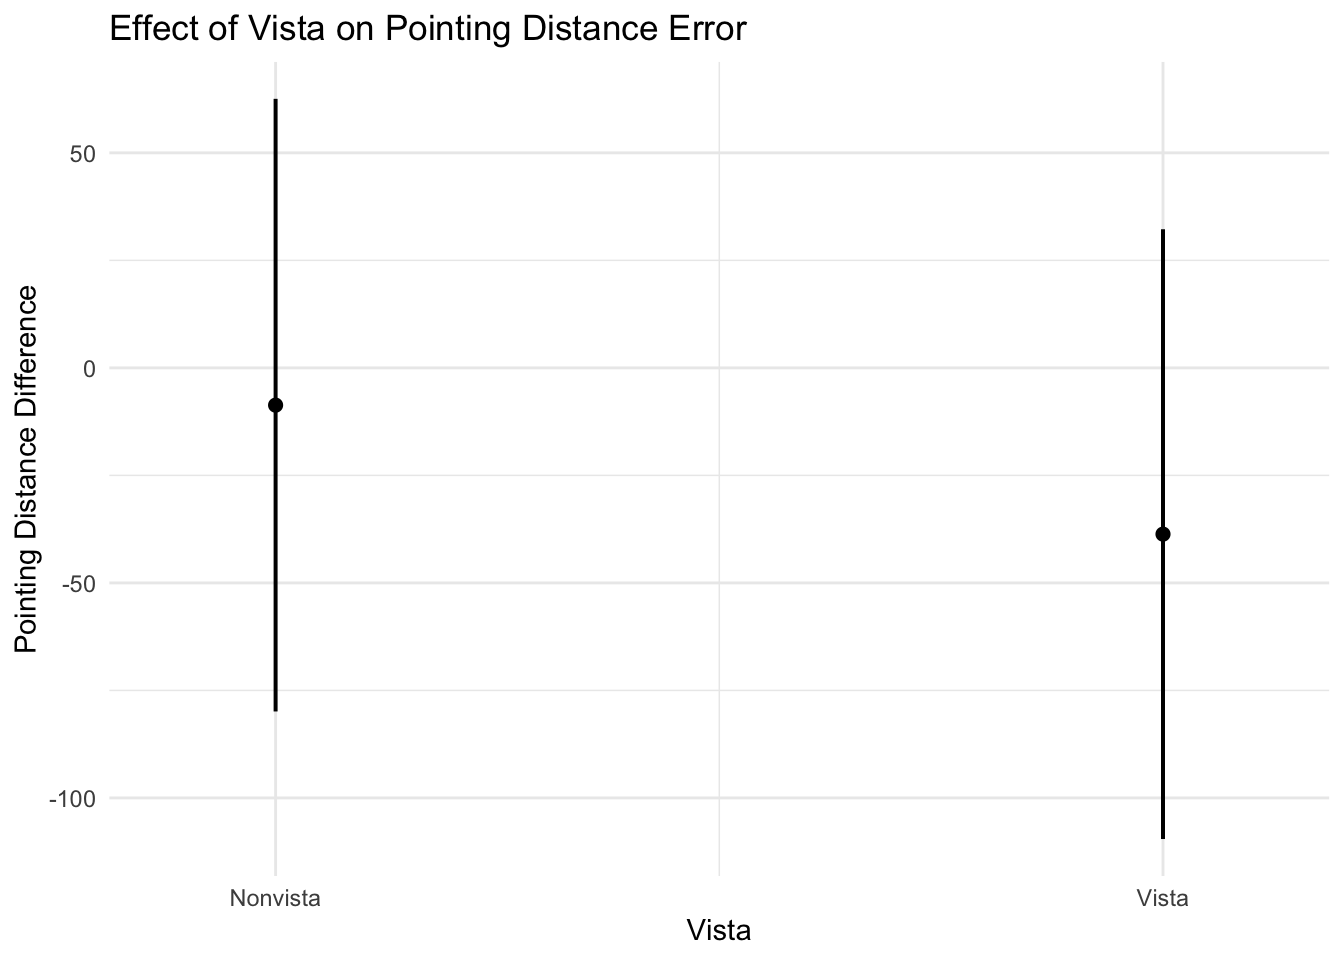 Effect of Vista on Pointing Distance Error
Pointing Distance Difference
50
0
-50
-100
Nonvista
Vista
Vista